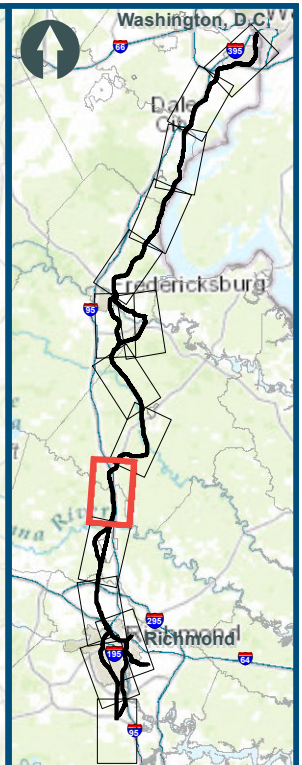 Washington, D.C.
66
395
Dale
City
Fredericksburg
95
295
Richmond
195
64
95